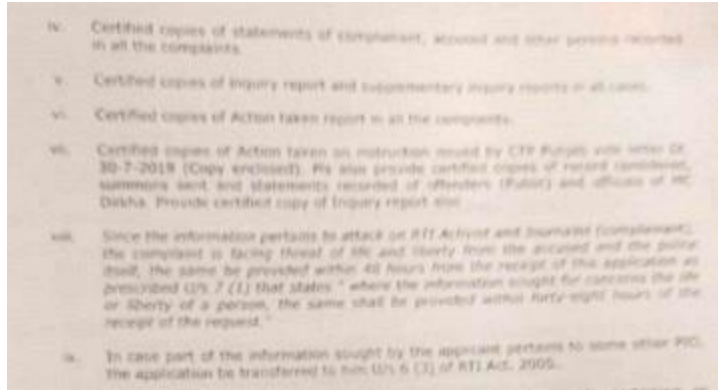 iv. Certified copies of statements of complainant, accused and other persons recorded
in all the complaints.
v. Certified copies of Inquiry report and supplementary inquiry reports in all cases.
vi. Certified copies of Action taken report in all the complaints.
vii. Certified copies of Action taken on instruction issued by CTP Punjab vide letter Dt.
30-7-2019 (Copy enclosed). Pls also provide certified copies of record considered,
summons sent and statements recorded of offenders (Public) and officials of MC
Dakha. Provide certified copy of Inquiry report also.
viii. Since the information pertains to attack on RTI Activist and Journalist (complainant),
the complaint is facing threat of life and liberty from the accused and the police
itself, the same be provided within 48 hours from the receipt of this application as
prescribed U/s 7 (1) that states " where the information sought for concerns the life
or liberty of a person, the same shall be provided within forty-eight hours of the
receipt of the request."
ix. In case part of the information sought by the applicant pertains to some other PIO,
the application be transferred to him U/s 6 (3) of RTI Act, 2005.